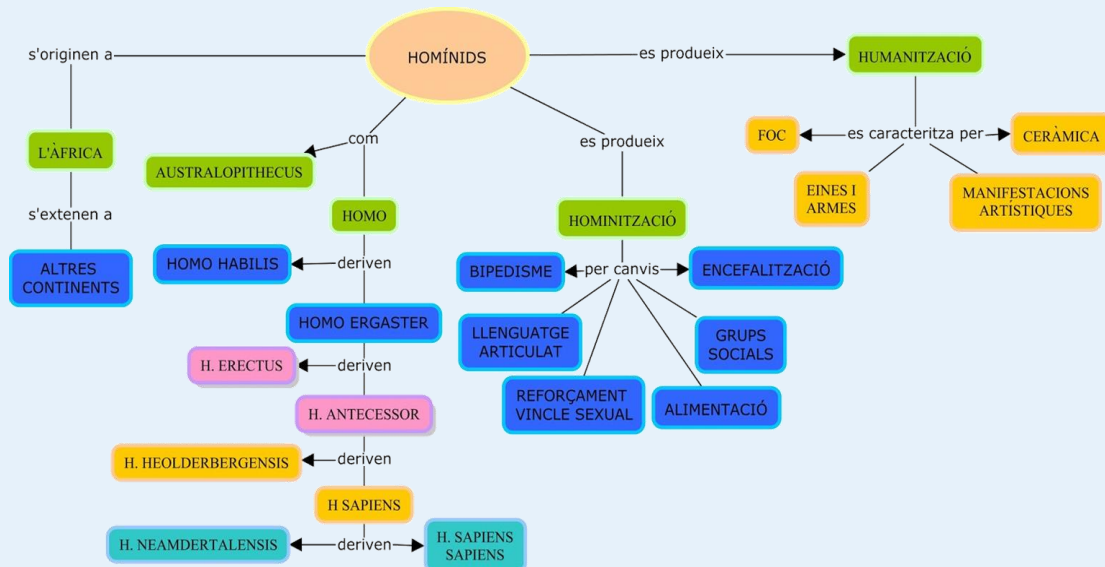 HOMÍNIDS
s'originen a
L'ÀFRICA
s'extenen a
ALTRES
CONTINENTS
com
AUSTRALOPITHECUS
HOMO
deriven
HOMO HABILIS
HOMO ERGASTER
deriven
H. ERECTUS
H. ANTECESSOR
deriven
H. HEOLDERBERGENSIS
H SAPIENS
deriven
H. NEAMDERTALENSIS
H. SAPIENS
SAPIENS
es produeix
HOMINITZACIÓ
per canvis
BIPEDISME
ENCEFALITZACIÓ
LLENGUATGE
ARTICULAT
REFORÇAMENT
VINCLE SEXUAL
ALIMENTACIÓ
GRUPS
SOCIALS
es produeix
HUMANITZACIÓ
es caracteritza per
FOC
CERÀMICA
EINES I
ARMES
MANIFESTACIONS
ARTÍSTIQUES